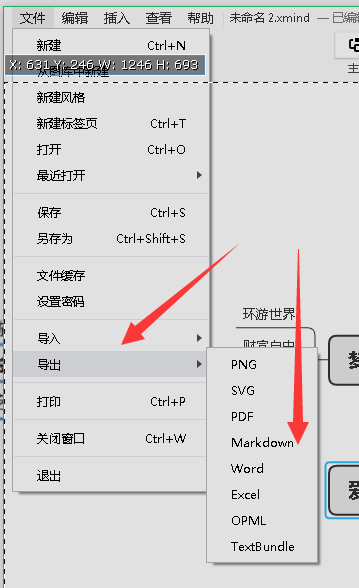 文件 编辑 插入 查看 帮助 未命名 2.xmind — 已编
新建 Ctrl+N
X: 631 Y: 246 W: 1246 H: 693
从图库中新建
新建风格
新建标签页 Ctrl+T
打开 Ctrl+O
最近打开
保存 Ctrl+S
另存为 Ctrl+Shift+S
文件缓存
设置密码
导入
导出
打印 Ctrl+P
关闭窗口 Ctrl+W
退出
PNG
SVG
PDF
Markdown
Word
Excel
OPML
TextBundle
主
环游世界
财富自由
爱